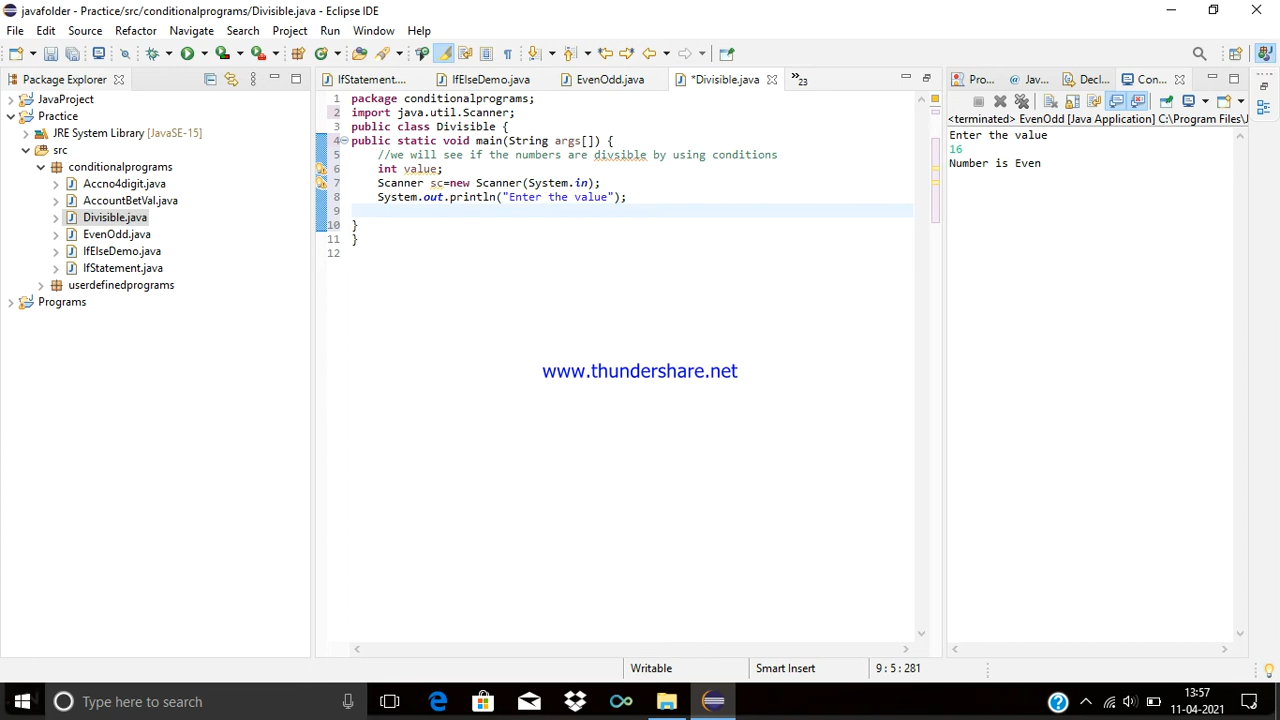 javafolder - Practice/src/conditionalprograms/Divisible.java - Eclipse IDE
File Edit Source Refactor Navigate Search Project Run Window Help
Package Explorer
JavaProject
Practice
JRE System Library [JavaSE-15]
src
conditionalprograms
Accno4digit.java
AccountBetVal.java
Divisible.java
EvenOdd.java
IfElseDemo.java
IfStatement.java
userdefinedprograms
Programs
IfStatement.... IfElseDemo.java EvenOdd.java *Divisible.java »23
1 package conditionalprograms;
2 import java.util.Scanner;
3 public class Divisible {
4 public static void main(String args[]) {
5 //we will see if the numbers are divsible by using conditions
6 int value;
7 Scanner sc=new Scanner(System.in);
8 System.out.println("Enter the value");
9
10 }
11 }
12
www.thundershare.net
Pro... Jav... Decl... Con...
<terminated> EvenOdd [Java Application] C:\Program Files\J
Enter the value
16
Number is Even
Writable Smart Insert 9 : 5 : 281
Type here to search
13:57
11-04-2021